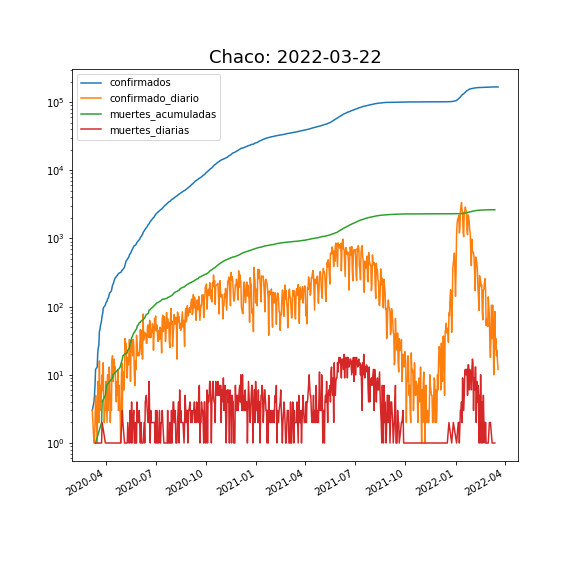 Chaco: 2022-03-22
confirmados
confirmado_diario
muertes_acumuladas
muertes_diarias
10^5
10^4
10^3
10^2
10^1
10^0
2020-04 2020-07 2020-10 2021-01 2021-04 2021-07 2021-10 2022-01 2022-04